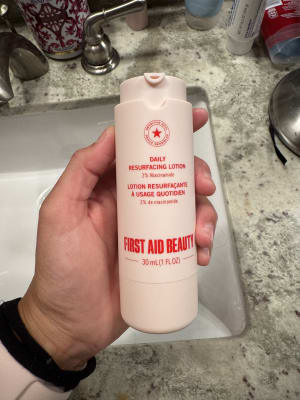 DAILY
RESURFACING LOTION
2% Niacinamide
LOTION RESURFAÇANTE
À USAGE QUOTIDIEN
2% de niacinamide
FIRST AID BEAUTY
30 mL (1 FL OZ)